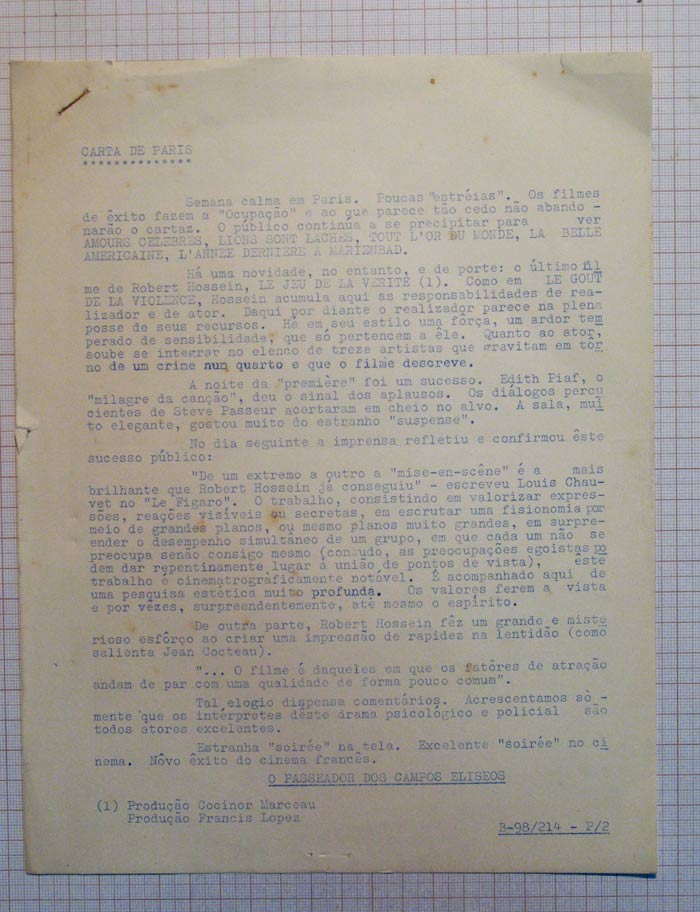 CARTA DE PARIS
**************
Semana calma em Paris. Poucas "estréias". Os filmes
de êxito fazem a "Ocupação" e ao que parece tão cedo não abando -
narão o cartaz. O público continúa a se precipitar para ver
AMOURS CELEBRES, LIONS SONT LACHES, TOUT L'OR DU MONDE, LA BELLE
AMERICAINE, L'ANNEE DERNIERE A MARIENBAD.
Há uma novidade, no entanto, e de porte: o último fil
me de Robert Hossein, LE JEU DE LA VERITE (1). Como em LE GOUT
DE LA VIOLENCE, Hossein acumula aqui as responsabilidades de rea-
lizador e de ator. Daqui por diante o realizador parece na plena
posse de seus recursos. Há em seu estilo uma fôrça, um ardor tem
perado de sensibilidade, que só pertencem a êle. Quanto ao ator,
soube se integrar no elenco de treze artistas que gravitam em tôr
no de um crime num quarto e que o filme descreve.
A noite da "première" foi um sucesso. Edith Piaf, o
"milagre da canção", deu o sinal dos aplausos. Os diálogos percu
cientes de Steve Passeur acertaram em cheio no alvo. A sala, mui
to elegante, gostou muito do estranho "suspense".
No dia seguinte a imprensa refletiu e confirmou êste
sucesso público:
"De um extremo a outro a "mise-en-scêne" é a mais
brilhante que Robert Hossein já conseguiu" - escreveu Louis Chau-
vet no "Le Figaro". O trabalho, consistindo em valorizar expres-
sões, reações visíveis ou secretas, em escrutar uma fisionomia por
meio de grandes planos, ou mesmo planos muito grandes, em surpre-
ender o desempenho simultâneo de um grupo, em que cada um não se
preocupa senão consigo mesmo (contudo, as preocupações egoistas po
dem dar repentinamente lugar à união de pontos de vista), êste
trabalho é cinematrográficamente notável. É acompanhado aqui de
uma pesquisa estética muito profunda. Os valores ferem a vista
e por vêzes, surpreendentemente, até mesmo o espírito.
De outra parte, Robert Hossein fêz um grande e miste
rioso esfôrço ao criar uma impressão de rapidez na lentidão (como
salienta Jean Cocteau).
"... O filme é daqueles em que os fatôres de atração
andam de par com uma qualidade de forma pouco comum".
Tal elogio dispensa comentários. Acrescentamos sò -
mente que os intérpretes dêste drama psicológico e policial são
todos atores excelentes.
Estranha "soirée" na tela. Excelente "soirée" no ci
nema. Nôvo êxito do cinema francês.
O PASSEADOR DOS CAMPOS ELISEOS
(1) Produção Cocinor Marceau
Produção Francis Lopez
B-98/214 - P/2